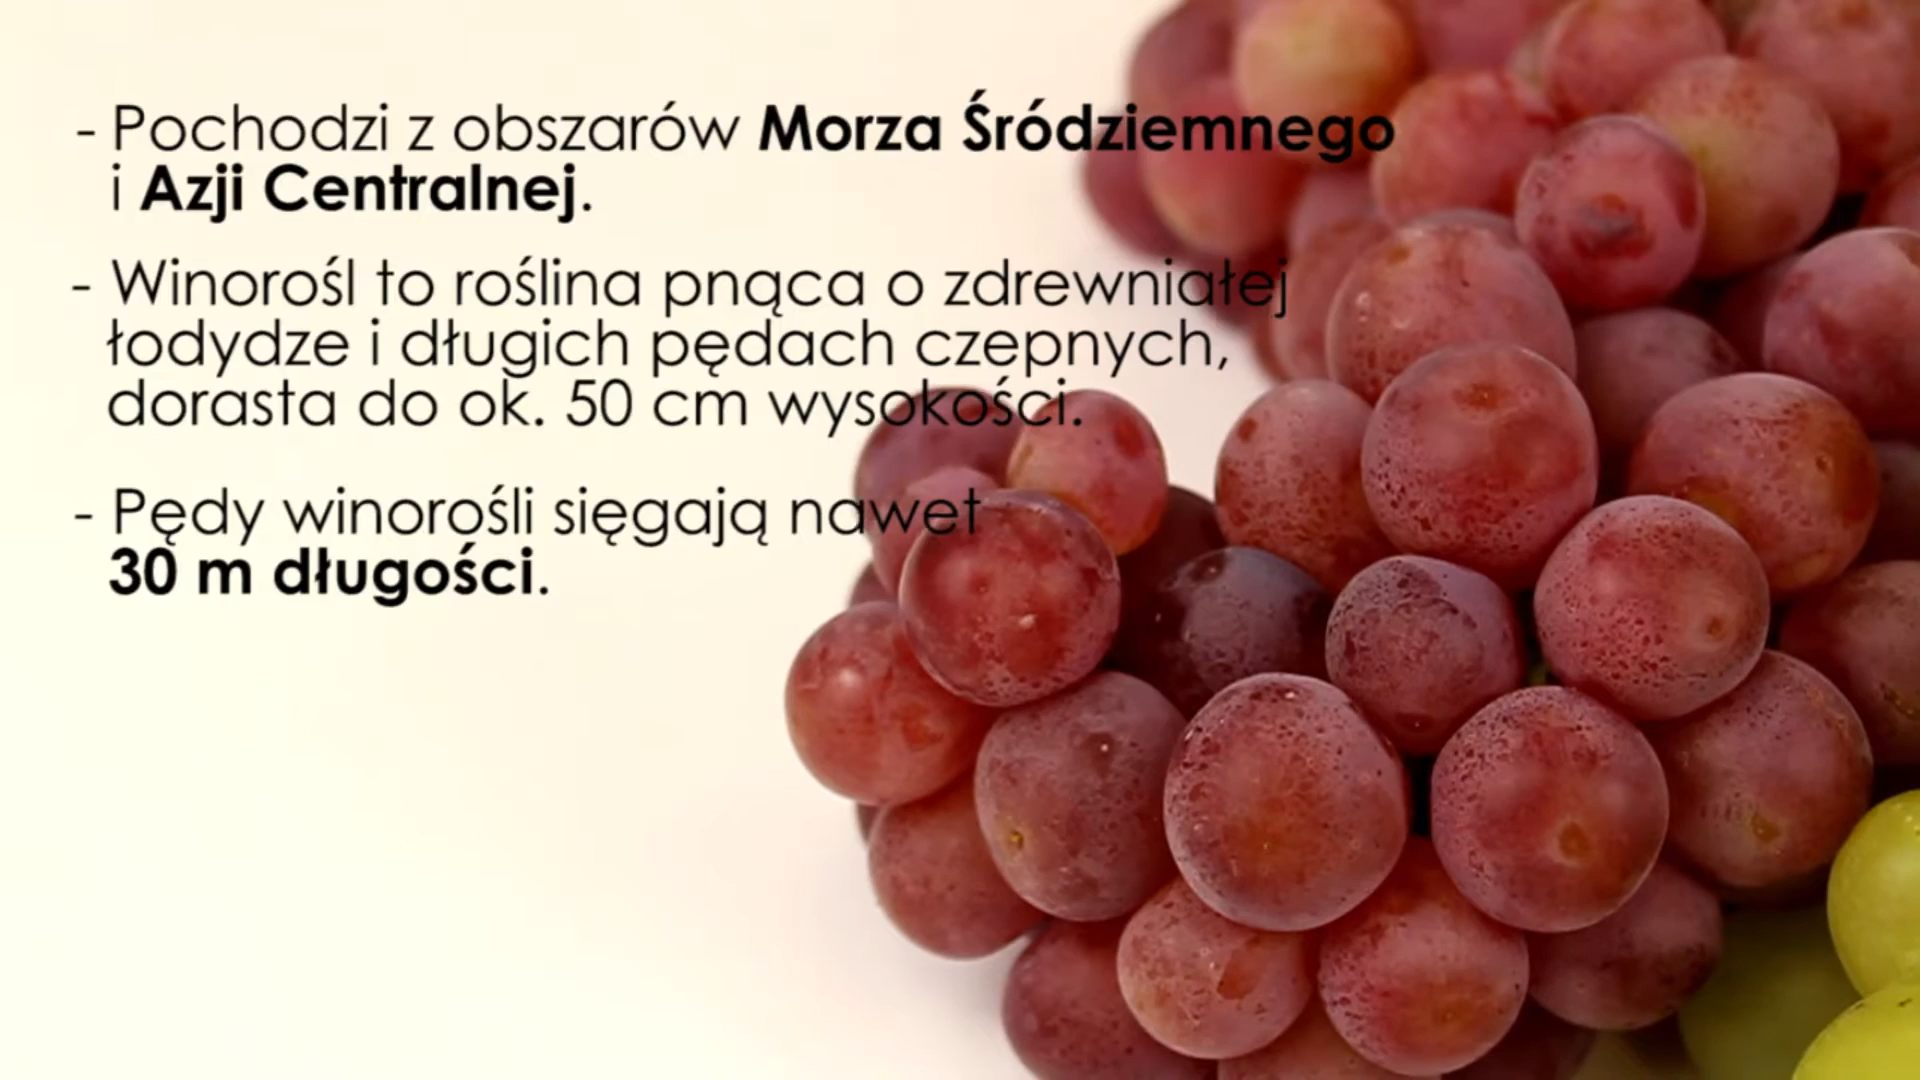 - Pochodzi z obszarów Morza Śródziemnego
i Azji Centralnej.
- Winorośl to roślina pnąca o zdrewniałej
łodydze i długich pędach czepnych,
dorasta do ok. 50 cm wysokości.
- Pędy winorośli sięgają nawet
30 m długości.